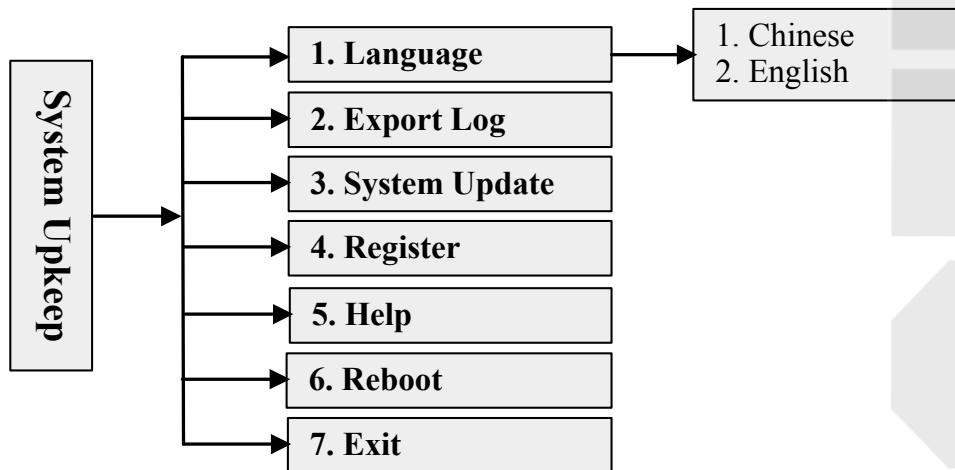 System Upkeep
1. Language
1. Chinese
2. English
2. Export Log
3. System Update
4. Register
5. Help
6. Reboot
7. Exit